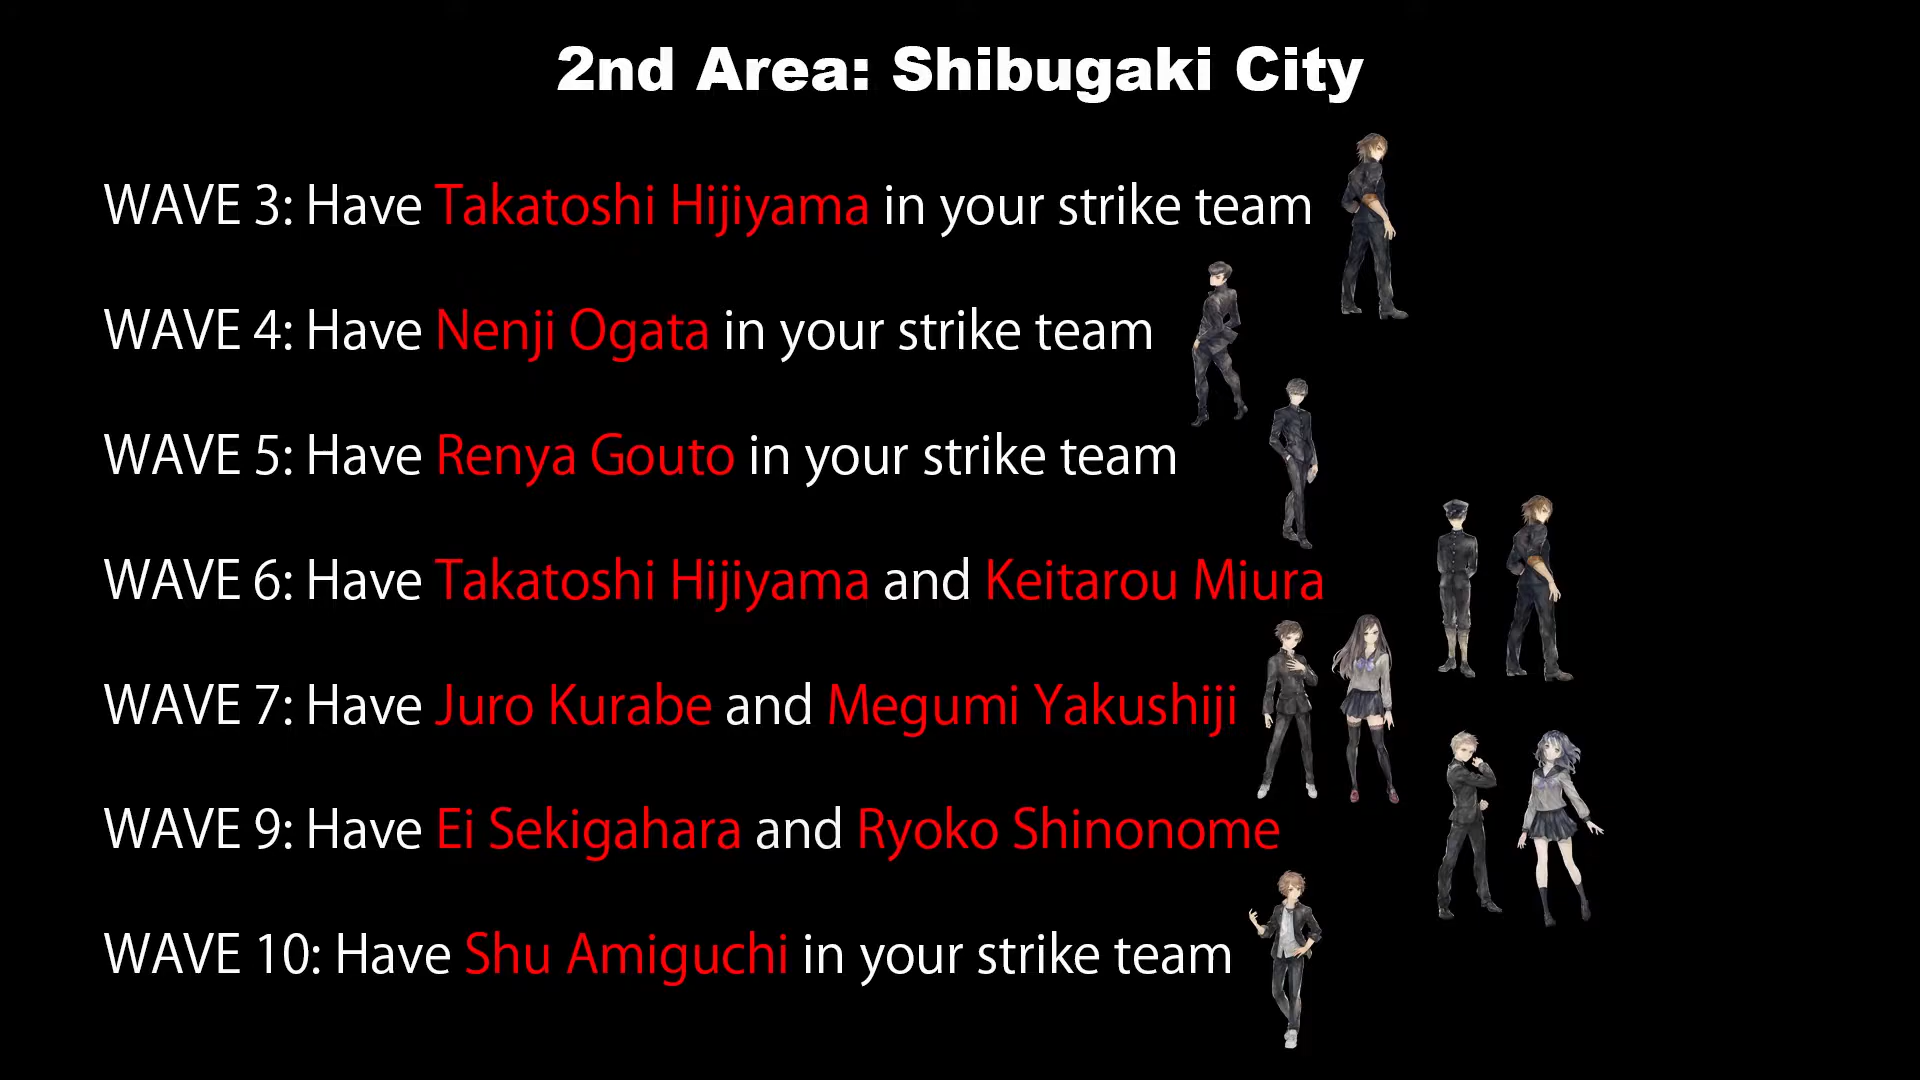 2nd Area: Shibugaki City
WAVE 3: Have Takatoshi Hijiyama in your strike team
WAVE 4: Have Nenji Ogata in your strike team
WAVE 5: Have Renya Gouto in your strike team
WAVE 6: Have Takatoshi Hijiyama and Keitarou Miura
WAVE 7: Have Juro Kurabe and Megumi Yakushiji
WAVE 9: Have Ei Sekigahara and Ryoko Shinonome
WAVE 10: Have Shu Amiguchi in your strike team